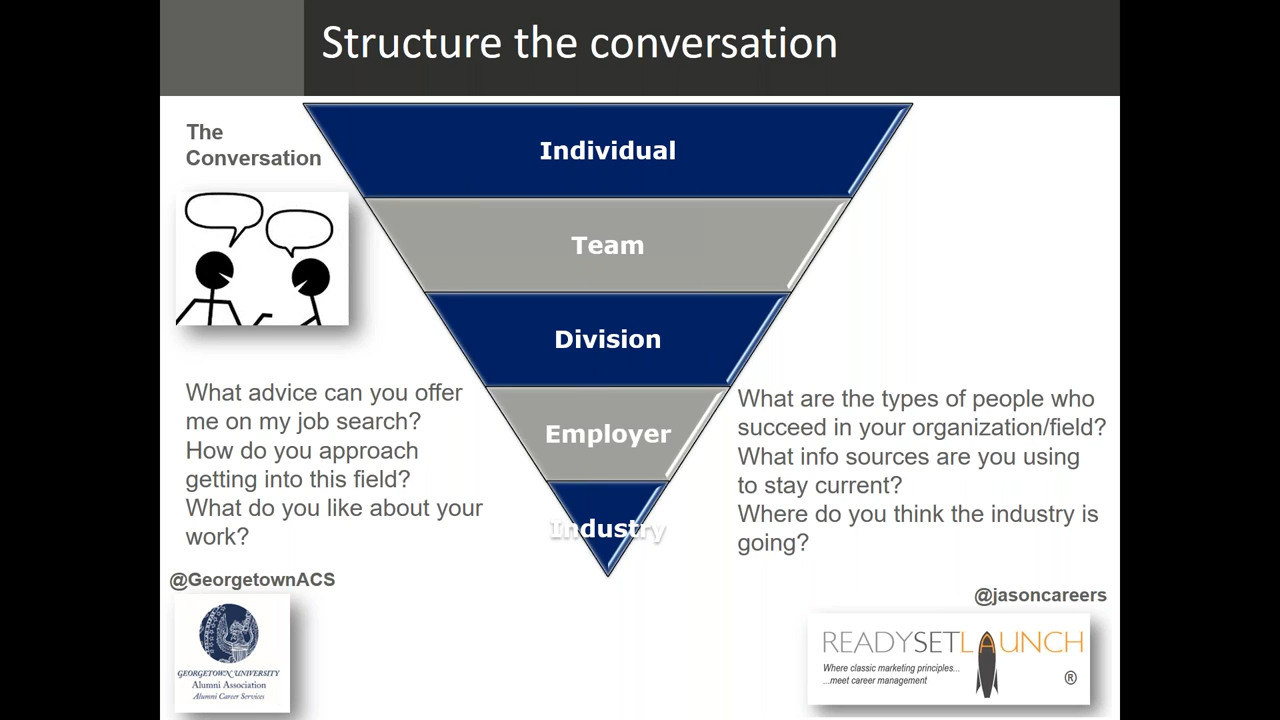 Structure the conversation
The
Conversation
Individual
Team
Division
Employer
Industry
What advice can you offer
me on my job search?
How do you approach
getting into this field?
What do you like about your
work?
What are the types of people who
succeed in your organization/field?
What info sources are you using
to stay current?
Where do you think the industry is
going?
@GeorgetownACS
GEORGETOWN UNIVERSITY
Alumni Association
Alumni Career Services
@jasoncareers
READYSETLAUNCH
Where classic marketing principles...
...meet career management
®